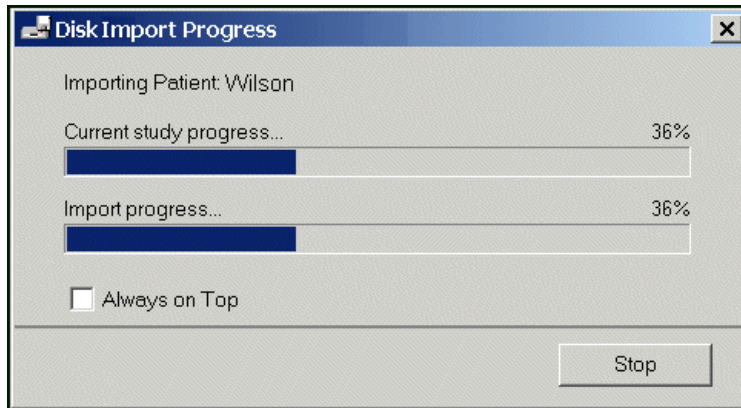 Disk Import Progress
Importing Patient: Wilson
Current study progress... 36%
Import progress... 36%
Always on Top
Stop